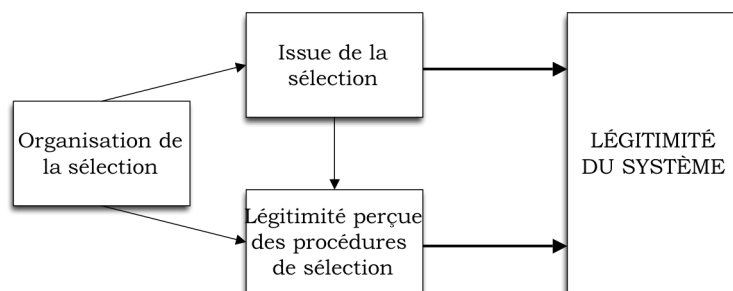 Issue de la
sélection
Organisation de
la sélection
LÉGITIMITÉ
DU SYSTÈME
Légitimité perçue
des procédures
de sélection